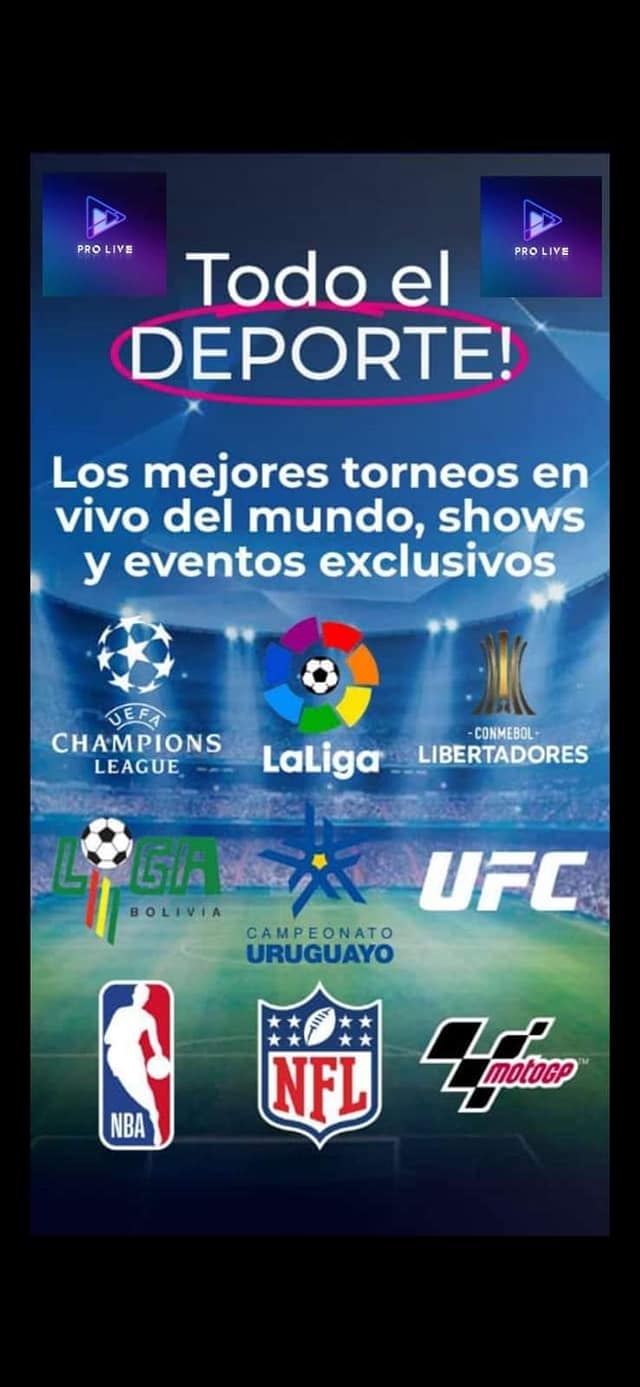 PRO LIVE
PRO LIVE
Todo el
DEPORTE!
Los mejores torneos en
vivo del mundo, shows
y eventos exclusivos
UEFA
CHAMPIONS
LEAGUE
LaLiga
-CONMEBOL-
LIBERTADORES
LIGA
BOLIVIA
CAMPEONATO
URUGUAYO
UFC
NBA
NFL
motoGP™